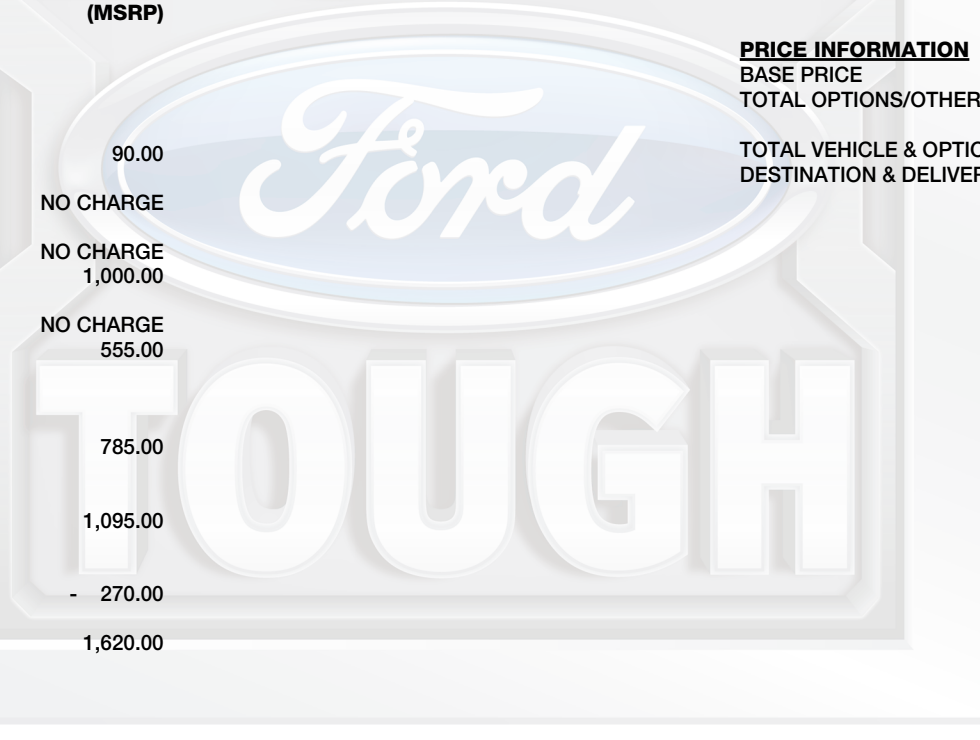 (MSRP)
90.00
NO CHARGE
NO CHARGE
1,000.00
NO CHARGE
555.00
785.00
1,095.00
- 270.00
1,620.00
PRICE INFORMATION
BASE PRICE
TOTAL OPTIONS/OTHER
TOTAL VEHICLE & OPTIO
DESTINATION & DELIVER
Ford
TOUGH